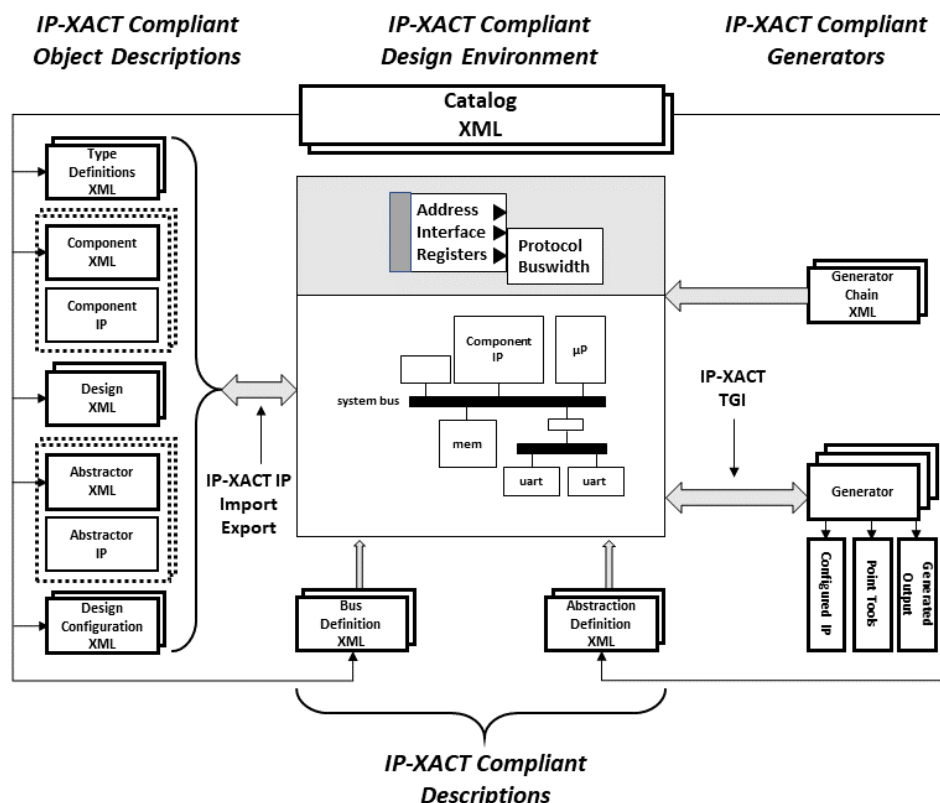 IP-XACT Compliant
Object Descriptions
IP-XACT Compliant
Design Environment
IP-XACT Compliant
Generators
Catalog
XML
Type
Definitions
XML
Component
XML
Component
IP
Design
XML
Abstractor
XML
Abstractor
IP
Design
Configuration
XML
IP-XACT IP
Import
Export
Address
Interface
Registers
Protocol
Buswidth
Component
IP
µP
system bus
mem
uart
uart
Bus
Definition
XML
Abstraction
Definition
XML
Generator
Chain
XML
IP-XACT
TGI
Generator
Configured IP
Point Tools
Generated
Output
IP-XACT Compliant
Descriptions